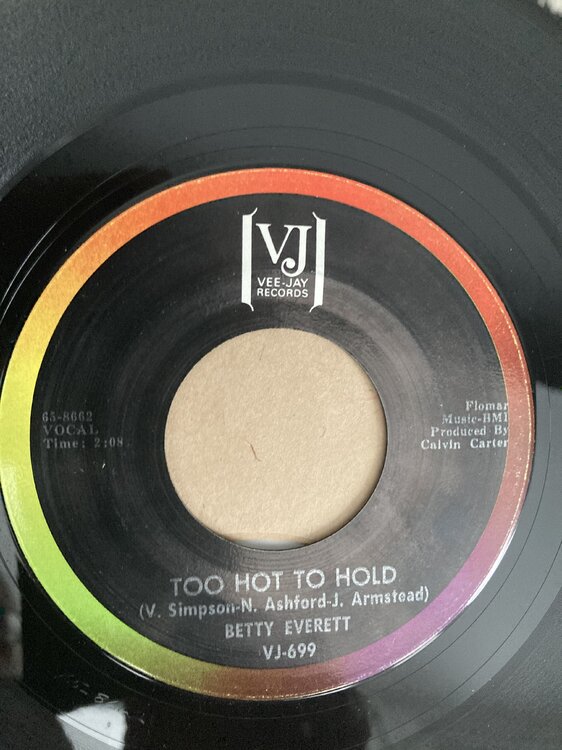 VJ
VEE-JAY
RECORDS
65-8662
VOCAL
Time: 2:08
Flomar
Music-BMI
Produced By
Calvin Carter
TOO HOT TO HOLD
(V. Simpson-N. Ashford-J. Armstead)
BETTY EVERETT
VJ-699